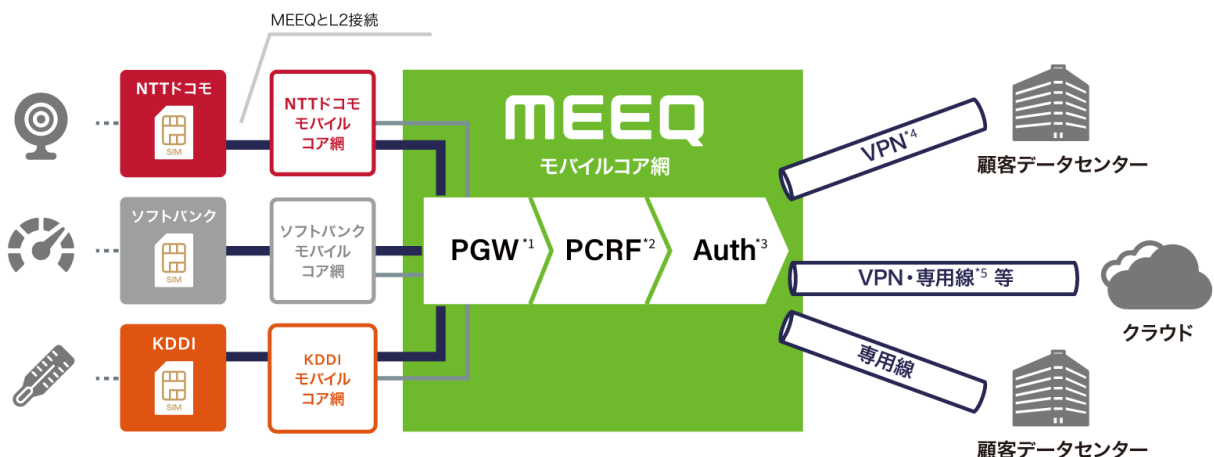 MEEQとL2接続
NTTドコモ
SIM
NTTドコモ
モバイル
コア網
ソフトバンク
SIM
ソフトバンク
モバイル
コア網
KDDI
SIM
KDDI
モバイル
コア網
MEEQ
モバイルコア網
PGW*1
PCRF*2
Auth*3
VPN*4
顧客データセンター
VPN・専用線*5 等
クラウド
専用線
顧客データセンター